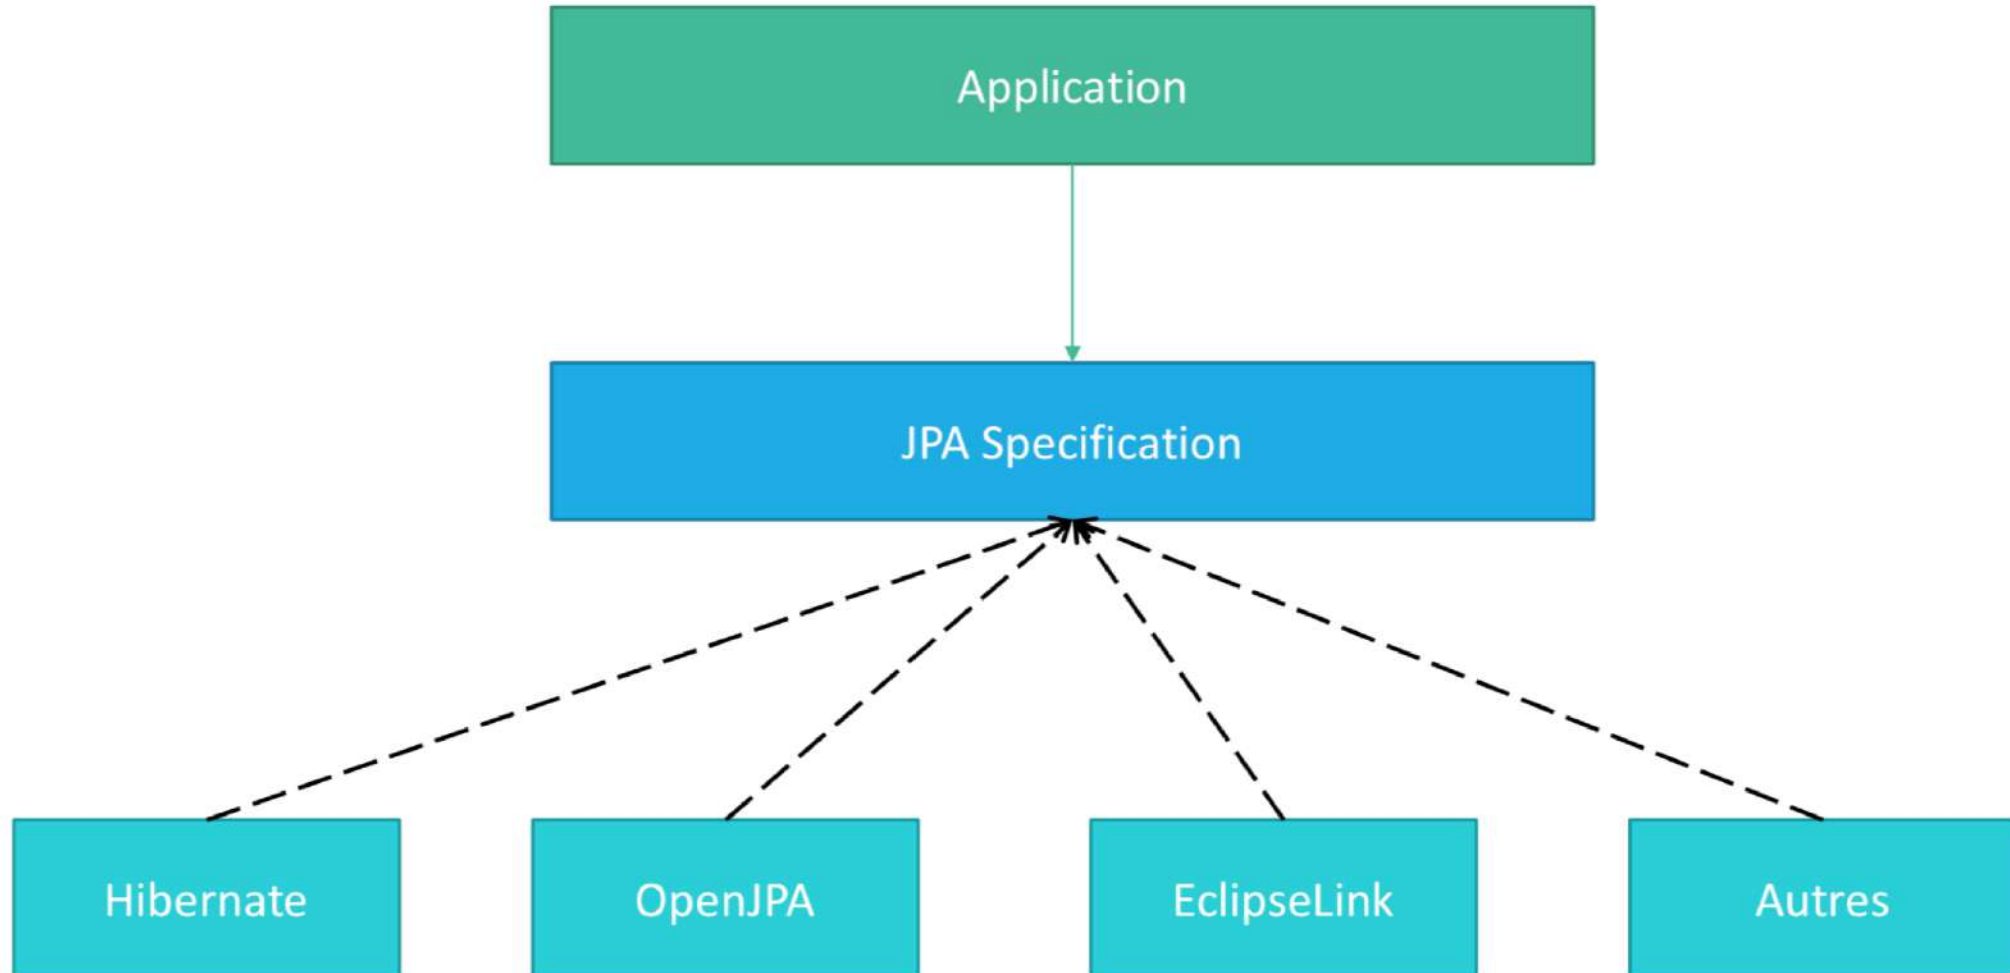 Application
JPA Specification
Hibernate
OpenJPA
EclipseLink
Autres